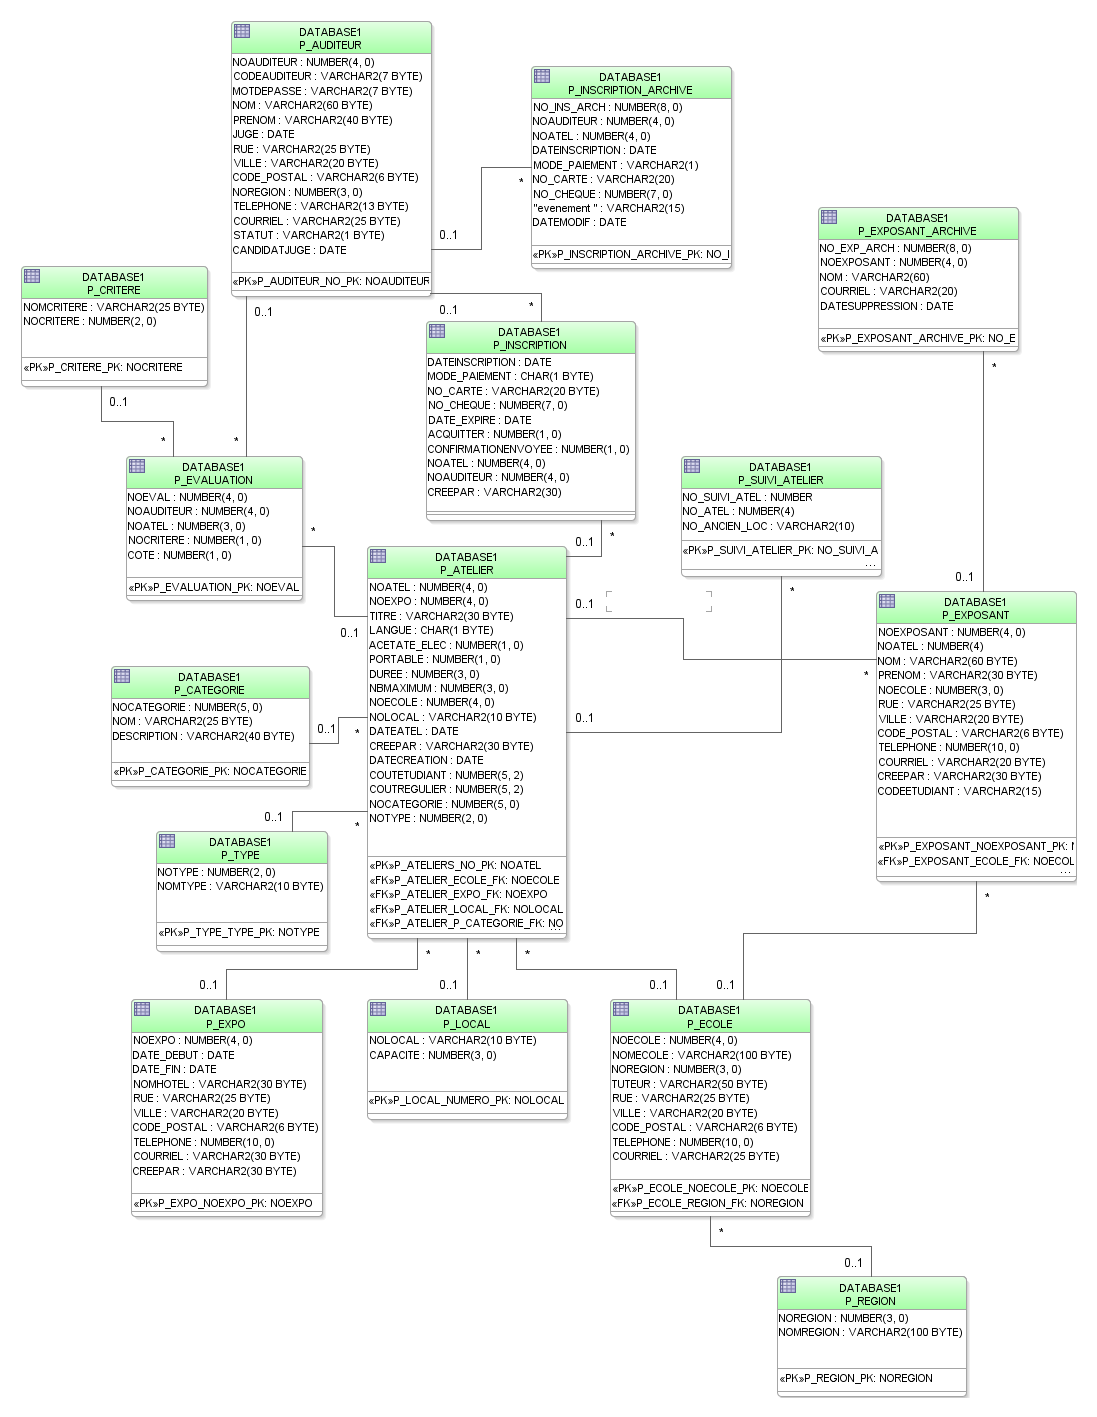 DATABASE1
P_AUDITEUR
NOAUDITEUR : NUMBER(4, 0)
CODEAUDITEUR : VARCHAR2(7 BYTE)
MOTDEPASSE : VARCHAR2(7 BYTE)
NOM : VARCHAR2(60 BYTE)
PRENOM : VARCHAR2(40 BYTE)
JUGE : DATE
RUE : VARCHAR2(25 BYTE)
VILLE : VARCHAR2(20 BYTE)
CODE_POSTAL : VARCHAR2(6 BYTE)
NOREGION : NUMBER(3, 0)
TELEPHONE : VARCHAR2(13 BYTE)
COURRIEL : VARCHAR2(25 BYTE)
STATUT : VARCHAR2(1 BYTE)
CANDIDATJUGE : DATE
«PK»P_AUDITEUR_NO_PK: NOAUDITEUR
DATABASE1
P_INSCRIPTION_ARCHIVE
NO_INS_ARCH : NUMBER(8, 0)
NOAUDITEUR : NUMBER(4, 0)
NOATEL : NUMBER(4, 0)
DATEINSCRIPTION : DATE
MODE_PAIEMENT : VARCHAR2(1)
NO_CARTE : VARCHAR2(20)
NO_CHEQUE : NUMBER(7, 0)
"evenement " : VARCHAR2(15)
DATEMODIF : DATE
«PK»P_INSCRIPTION_ARCHIVE_PK: NO_I
*
0..1
DATABASE1
P_EXPOSANT_ARCHIVE
NO_EXP_ARCH : NUMBER(8, 0)
NOEXPOSANT : NUMBER(4, 0)
NOM : VARCHAR2(60)
COURRIEL : VARCHAR2(20)
DATESUPPRESSION : DATE
«PK»P_EXPOSANT_ARCHIVE_PK: NO_E
*
0..1
DATABASE1
P_CRITERE
NOMCRITERE : VARCHAR2(25 BYTE)
NOCRITERE : NUMBER(2, 0)
«PK»P_CRITERE_PK: NOCRITERE
0..1
*
0..1
*
0..1
*
DATABASE1
P_INSCRIPTION
DATEINSCRIPTION : DATE
MODE_PAIEMENT : CHAR(1 BYTE)
NO_CARTE : VARCHAR2(20 BYTE)
NO_CHEQUE : NUMBER(7, 0)
DATE_EXPIRE : DATE
ACQUITTER : NUMBER(1, 0)
CONFIRMATIONENVOYEE : NUMBER(1, 0)
NOATEL : NUMBER(4, 0)
NOAUDITEUR : NUMBER(4, 0)
CREEPAR : VARCHAR2(30)
*
0..1
DATABASE1
P_EVALUATION
NOEVAL : NUMBER(4, 0)
NOAUDITEUR : NUMBER(4, 0)
NOATEL : NUMBER(3, 0)
NOCRITERE : NUMBER(1, 0)
COTE : NUMBER(1, 0)
«PK»P_EVALUATION_PK: NOEVAL
*
0..1
DATABASE1
P_SUIVI_ATELIER
NO_SUIVI_ATEL : NUMBER
NO_ATEL : NUMBER(4)
NO_ANCIEN_LOC : VARCHAR2(10)
«PK»P_SUIVI_ATELIER_PK: NO_SUIVI_A
...
*
0..1
DATABASE1
P_ATELIER
NOATEL : NUMBER(4, 0)
NOEXPO : NUMBER(4, 0)
TITRE : VARCHAR2(30 BYTE)
LANGUE : CHAR(1 BYTE)
ACETATE_ELEC : NUMBER(1, 0)
PORTABLE : NUMBER(1, 0)
DUREE : NUMBER(3, 0)
NBMAXIMUM : NUMBER(3, 0)
NOECOLE : NUMBER(4, 0)
NOLOCAL : VARCHAR2(10 BYTE)
DATEATEL : DATE
CREEPAR : VARCHAR2(30 BYTE)
DATECREATION : DATE
COUTETUDIANT : NUMBER(5, 2)
COUTREGULIER : NUMBER(5, 2)
NOCATEGORIE : NUMBER(5, 0)
NOTYPE : NUMBER(2, 0)
«PK»P_ATELIERS_NO_PK: NOATEL
«FK»P_ATELIER_ECOLE_FK: NOECOLE
«FK»P_ATELIER_EXPO_FK: NOEXPO
«FK»P_ATELIER_LOCAL_FK: NOLOCAL
«FK»P_ATELIER_P_CATEGORIE_FK: NO
...
0..1
*
DATABASE1
P_EXPOSANT
NOEXPOSANT : NUMBER(4, 0)
NOATEL : NUMBER(4)
NOM : VARCHAR2(60 BYTE)
PRENOM : VARCHAR2(30 BYTE)
NOECOLE : NUMBER(3, 0)
RUE : VARCHAR2(25 BYTE)
VILLE : VARCHAR2(20 BYTE)
CODE_POSTAL : VARCHAR2(6 BYTE)
TELEPHONE : NUMBER(10, 0)
COURRIEL : VARCHAR2(20 BYTE)
CREEPAR : VARCHAR2(30 BYTE)
CODEETUDIANT : VARCHAR2(15)
«PK»P_EXPOSANT_NOEXPOSANT_PK: N
«FK»P_EXPOSANT_ECOLE_FK: NOECOL
...
*
0..1
DATABASE1
P_CATEGORIE
NOCATEGORIE : NUMBER(5, 0)
NOM : VARCHAR2(25 BYTE)
DESCRIPTION : VARCHAR2(40 BYTE)
«PK»P_CATEGORIE_PK: NOCATEGORIE
0..1
*
DATABASE1
P_TYPE
NOTYPE : NUMBER(2, 0)
NOMTYPE : VARCHAR2(10 BYTE)
«PK»P_TYPE_TYPE_PK: NOTYPE
0..1
*
*
*
*
0..1
0..1
0..1
DATABASE1
P_EXPO
NOEXPO : NUMBER(4, 0)
DATE_DEBUT : DATE
DATE_FIN : DATE
NOMHOTEL : VARCHAR2(30 BYTE)
RUE : VARCHAR2(25 BYTE)
VILLE : VARCHAR2(20 BYTE)
CODE_POSTAL : VARCHAR2(6 BYTE)
TELEPHONE : NUMBER(10, 0)
COURRIEL : VARCHAR2(30 BYTE)
CREEPAR : VARCHAR2(30 BYTE)
«PK»P_EXPO_NOEXPO_PK: NOEXPO
DATABASE1
P_LOCAL
NOLOCAL : VARCHAR2(10 BYTE)
CAPACITE : NUMBER(3, 0)
«PK»P_LOCAL_NUMERO_PK: NOLOCAL
DATABASE1
P_ECOLE
NOECOLE : NUMBER(4, 0)
NOMECOLE : VARCHAR2(100 BYTE)
NOREGION : NUMBER(3, 0)
TUTEUR : VARCHAR2(50 BYTE)
RUE : VARCHAR2(25 BYTE)
VILLE : VARCHAR2(20 BYTE)
CODE_POSTAL : VARCHAR2(6 BYTE)
TELEPHONE : NUMBER(10, 0)
COURRIEL : VARCHAR2(25 BYTE)
«PK»P_ECOLE_NOECOLE_PK: NOECOLE
«FK»P_ECOLE_REGION_FK: NOREGION
*
0..1
DATABASE1
P_REGION
NOREGION : NUMBER(3, 0)
NOMREGION : VARCHAR2(100 BYTE)
«PK»P_REGION_PK: NOREGION